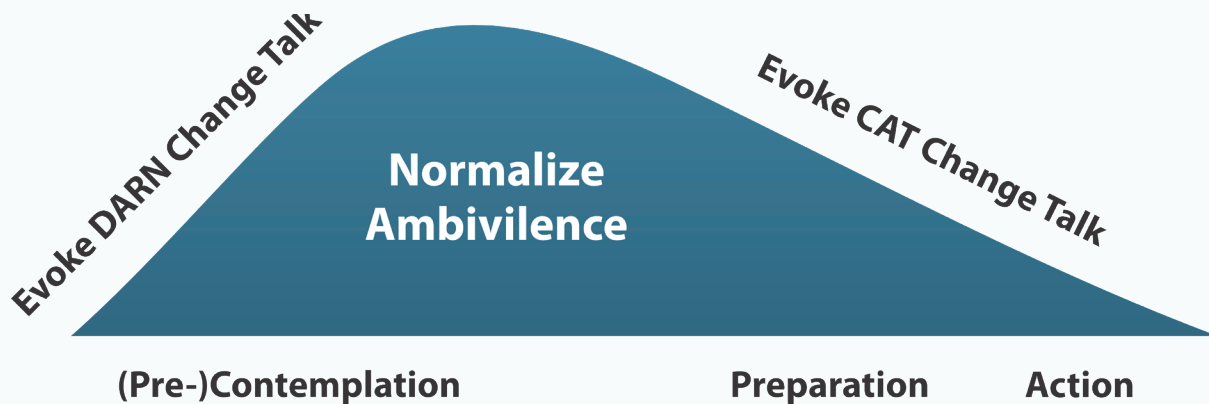 Evoke DARN Change Talk
Evoke CAT Change Talk
Normalize
Ambivilence
(Pre-)Contemplation
Preparation
Action